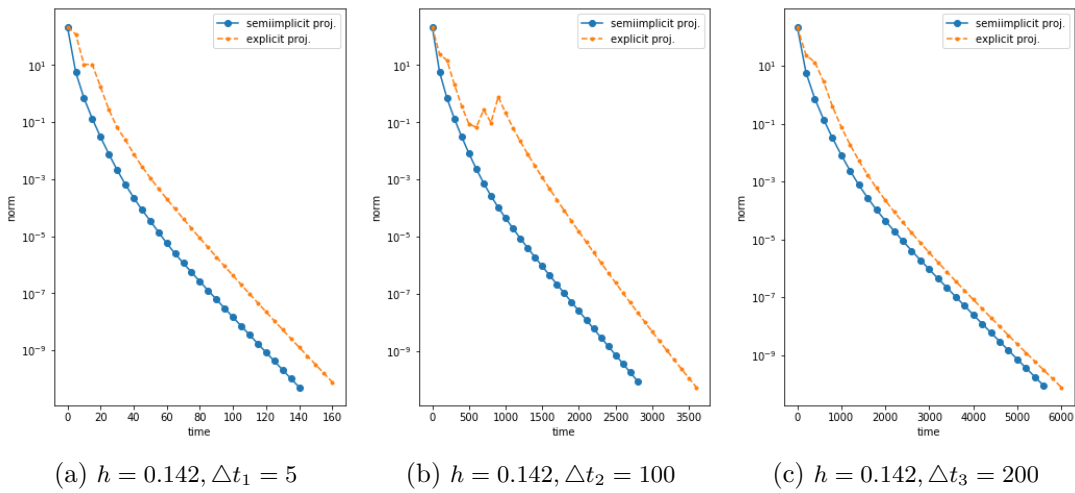 semiimplicit proj.
explicit proj.
10^1
10^-1
10^-3
10^-5
10^-7
10^-9
norm
0 20 40 60 80 100 120 140 160
time
(a) h = 0.142, △t₁ = 5
semiimplicit proj.
explicit proj.
10^1
10^-1
10^-3
10^-5
10^-7
10^-9
norm
0 500 1000 1500 2000 2500 3000 3500
time
(b) h = 0.142, △t₂ = 100
semiimplicit proj.
explicit proj.
10^1
10^-1
10^-3
10^-5
10^-7
10^-9
norm
0 1000 2000 3000 4000 5000 6000
time
(c) h = 0.142, △t₃ = 200